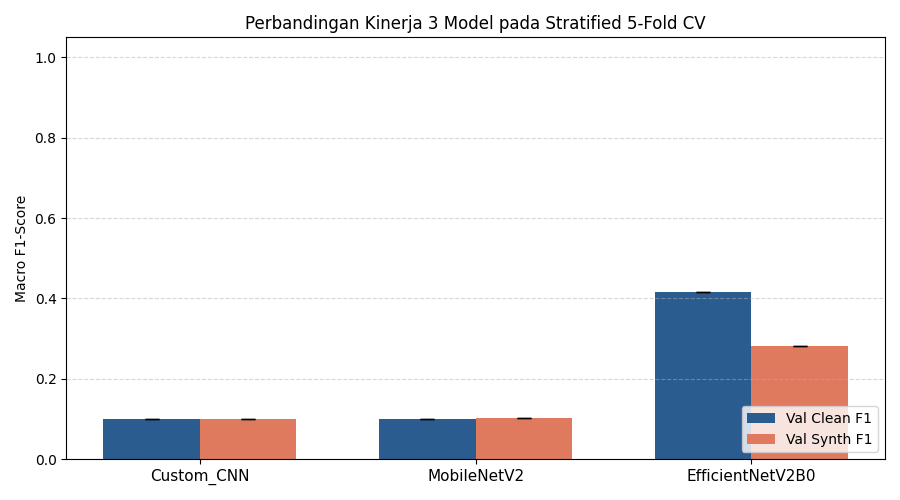 Perbandingan Kinerja 3 Model pada Stratified 5-Fold CV
Macro F1-Score
1.0
0.8
0.6
0.4
0.2
0.0
Custom_CNN
MobileNetV2
EfficientNetV2B0
Val Clean F1
Val Synth F1